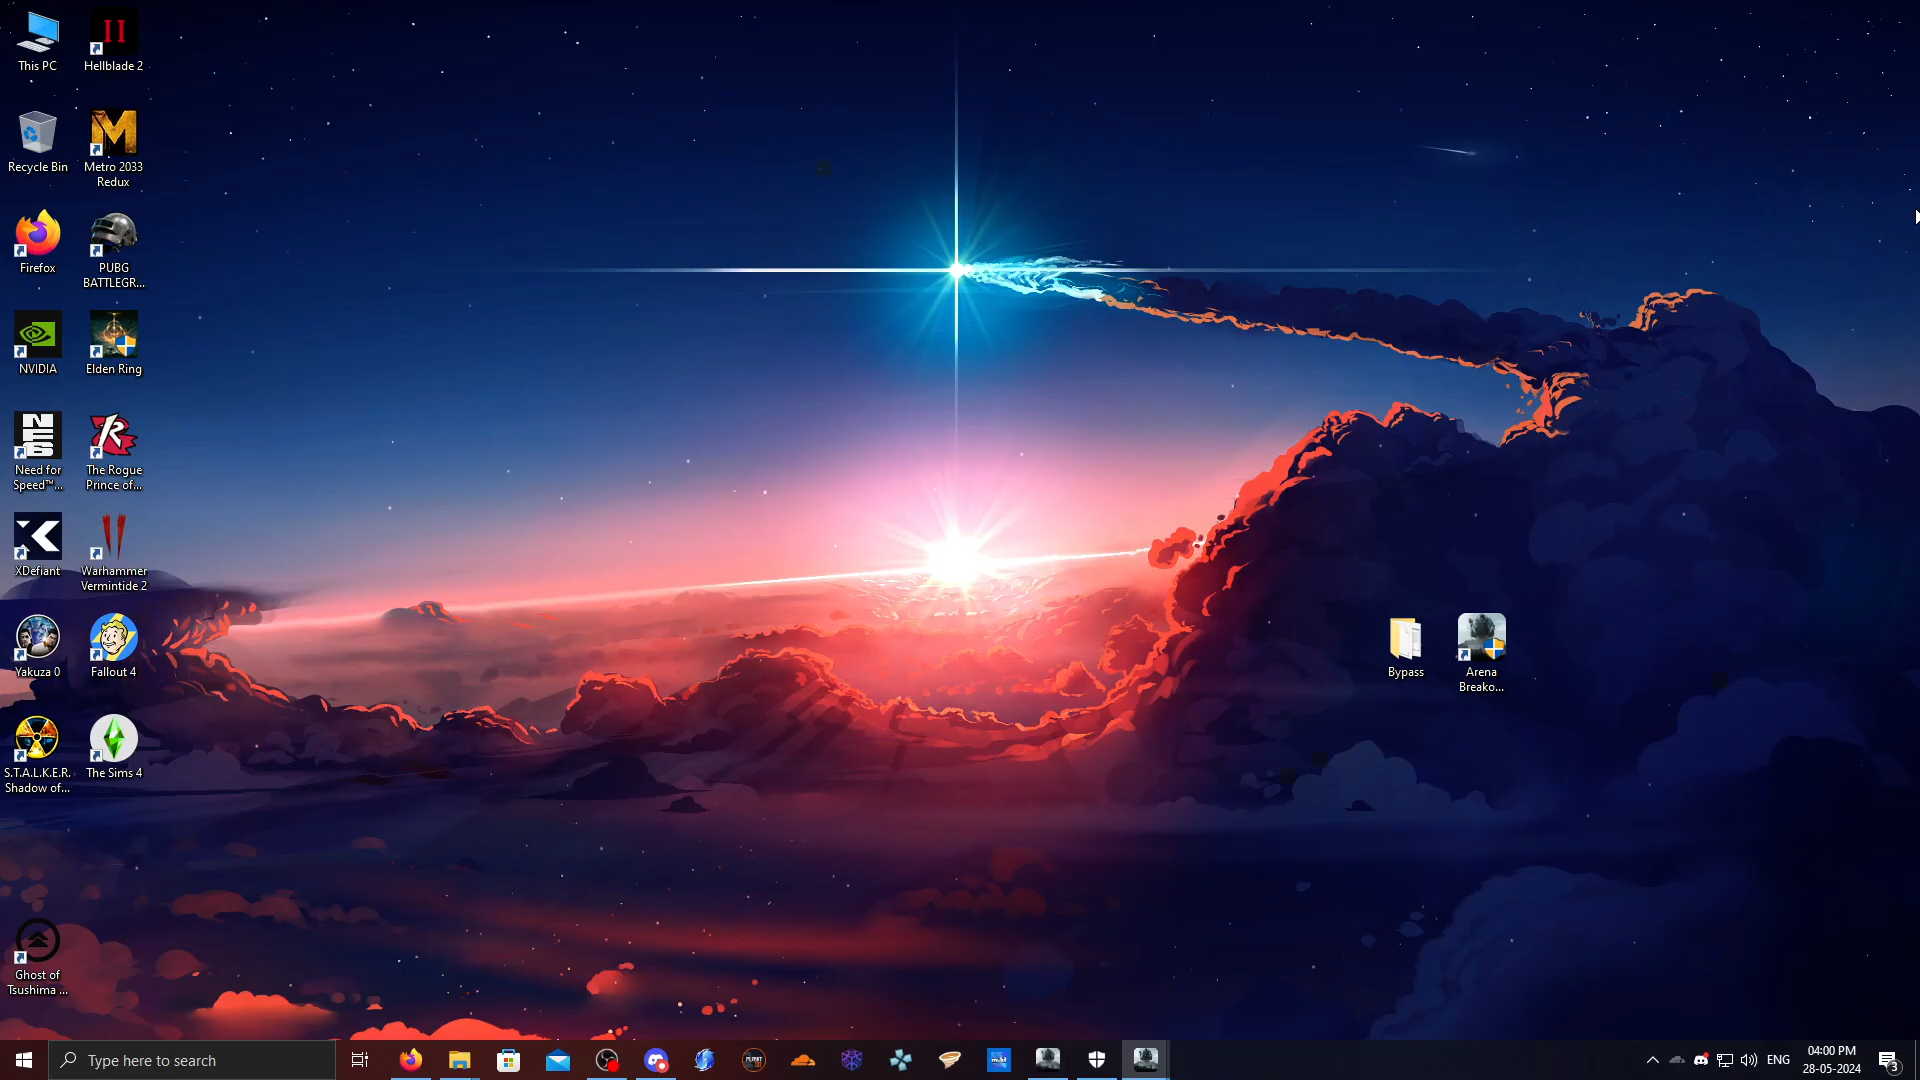 This PC
Hellblade 2
Recycle Bin
Metro 2033
Redux
Firefox
PUBG
BATTLEGR...
NVIDIA
Elden Ring
Need for
Speed™...
The Rogue
Prince of...
XDefiant
Warhammer
Vermintide 2
Yakuza 0
Fallout 4
Bypass
Arena
Breako...
S.T.A.L.K.E.R.
Shadow of...
The Sims 4
Ghost of
Tsushima ...
Type here to search
ENG
04:00 PM
28-05-2024
3